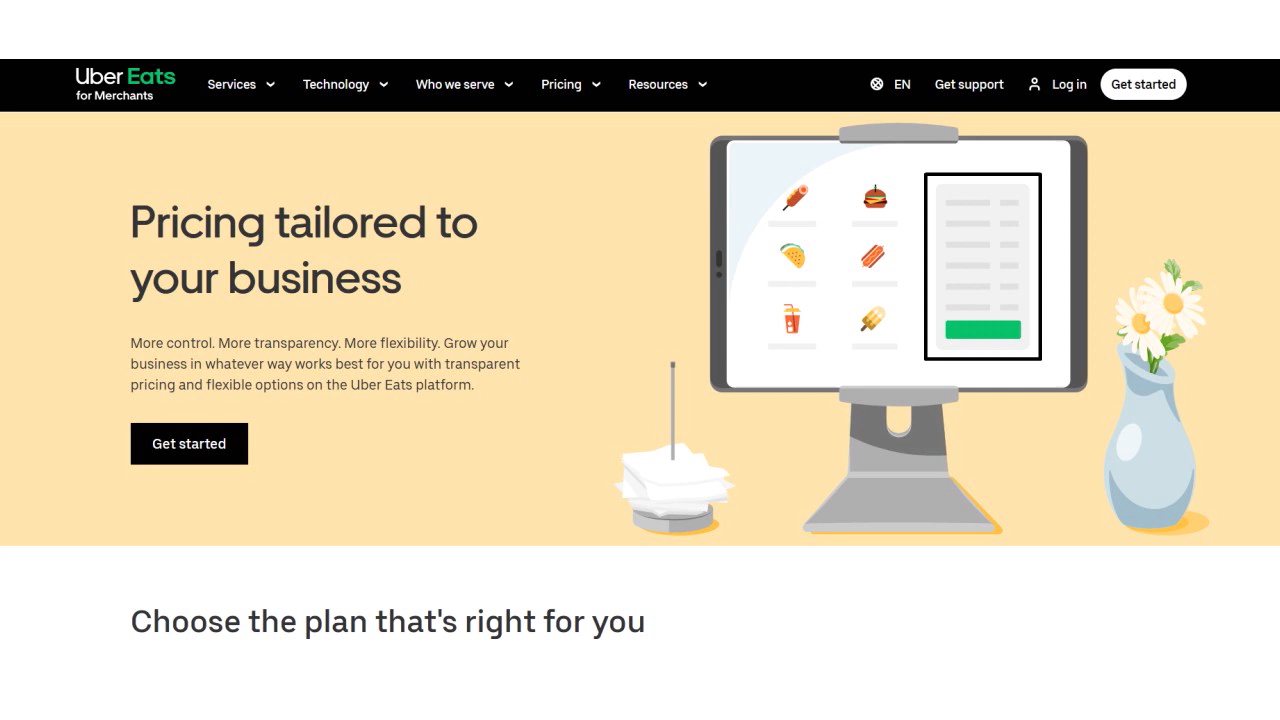 Uber Eats
for Merchants
Services
Technology
Who we serve
Pricing
Resources
EN
Get support
Log in
Get started
Pricing tailored to
your business
More control. More transparency. More flexibility. Grow your
business in whatever way works best for you with transparent
pricing and flexible options on the Uber Eats platform.
Get started
Choose the plan that's right for you